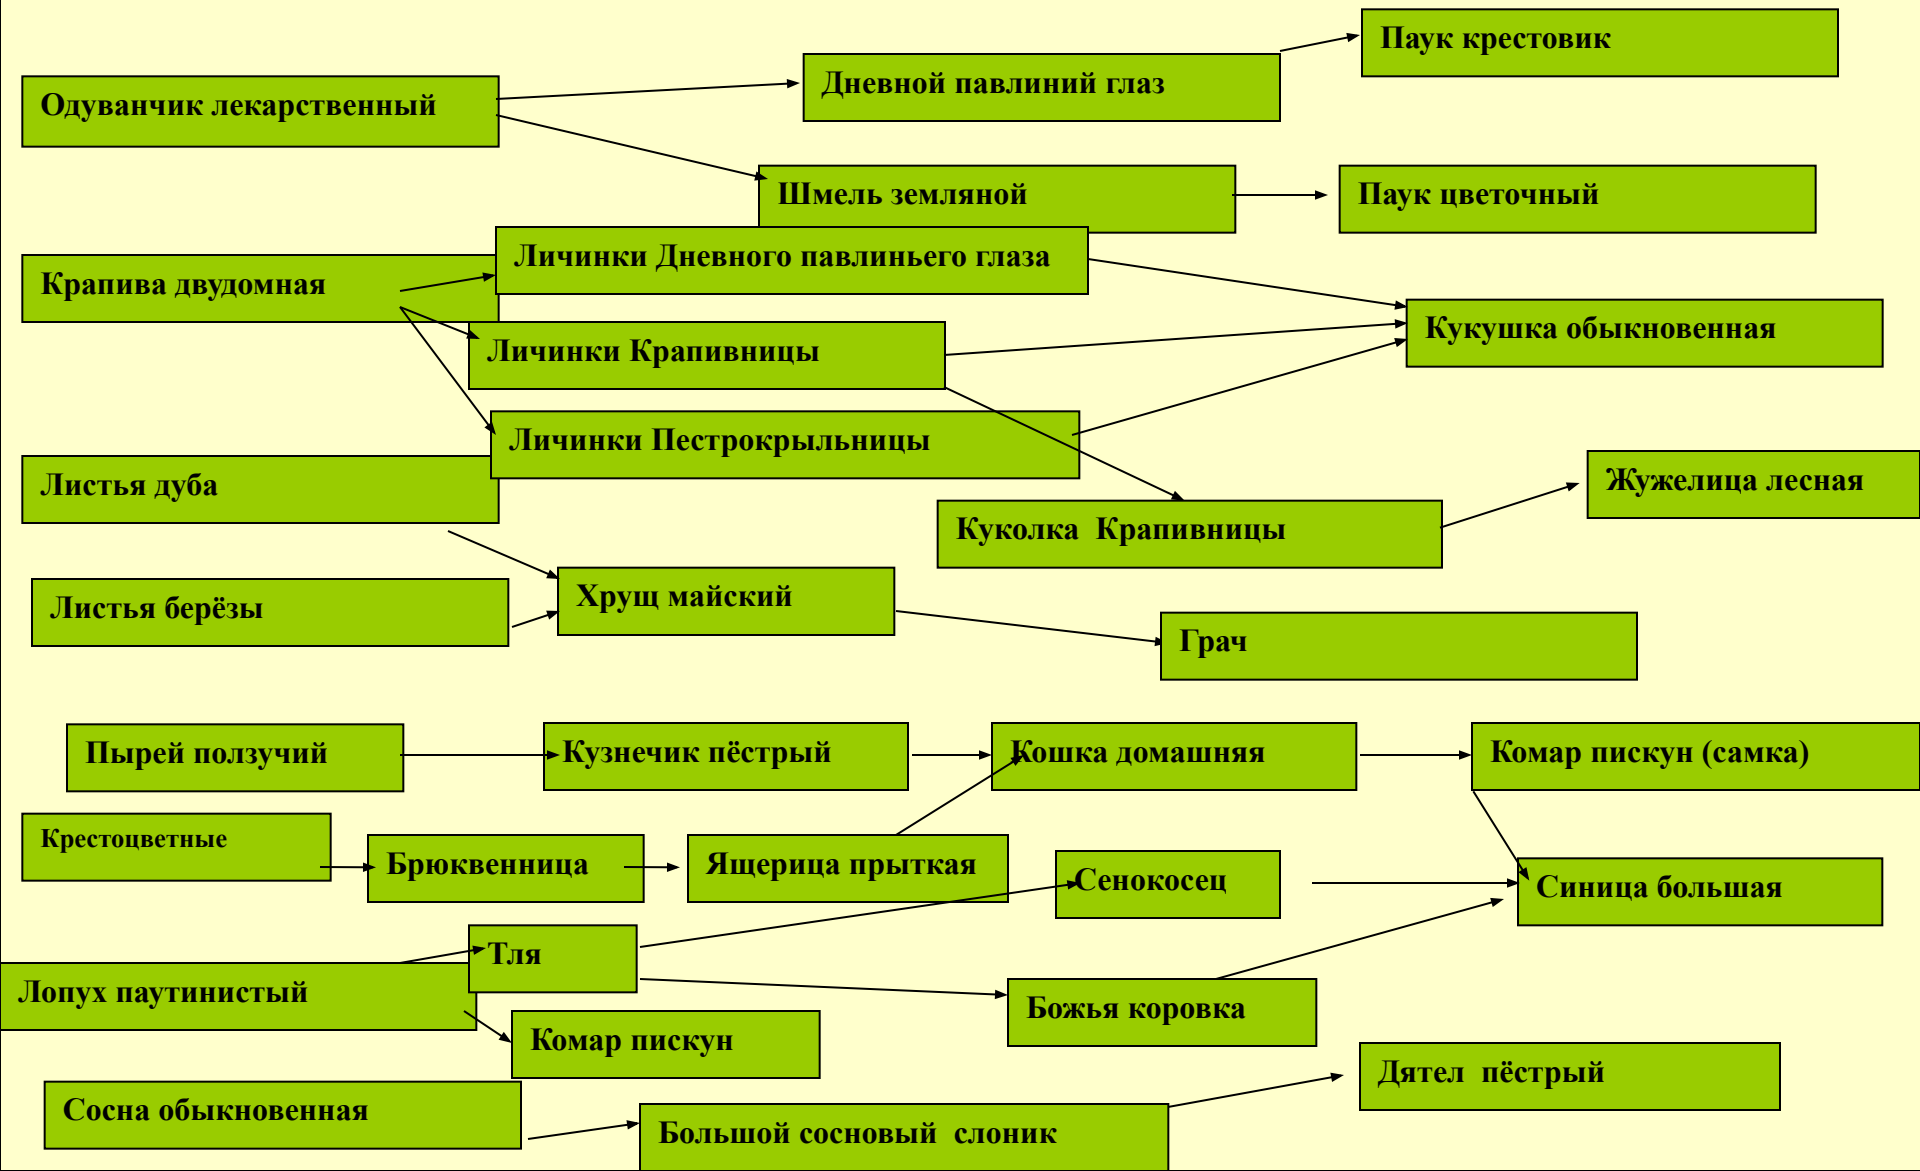 Паук крестовик
Дневной павлиний глаз
Одуванчик лекарственный
Шмель земляной
Паук цветочный
Личинки Дневного павлиньего глаза
Крапива двудомная
Кукушка обыкновенная
Личинки Крапивницы
Личинки Пестрокрыльницы
Листья дуба
Жужелица лесная
Куколка  Крапивницы
Хрущ майский
Листья берёзы
Грач
Пырей ползучий
Кузнечик пёстрый
Кошка домашняя
Комар пискун (самка)
Крестоцветные
Брюквенница
Ящерица прыткая
Сенокосец
Синица большая
Тля
Лопух паутинистый
Божья коровка
Комар пискун
Дятел  пёстрый
Сосна обыкновенная
Большой сосновый  слоник